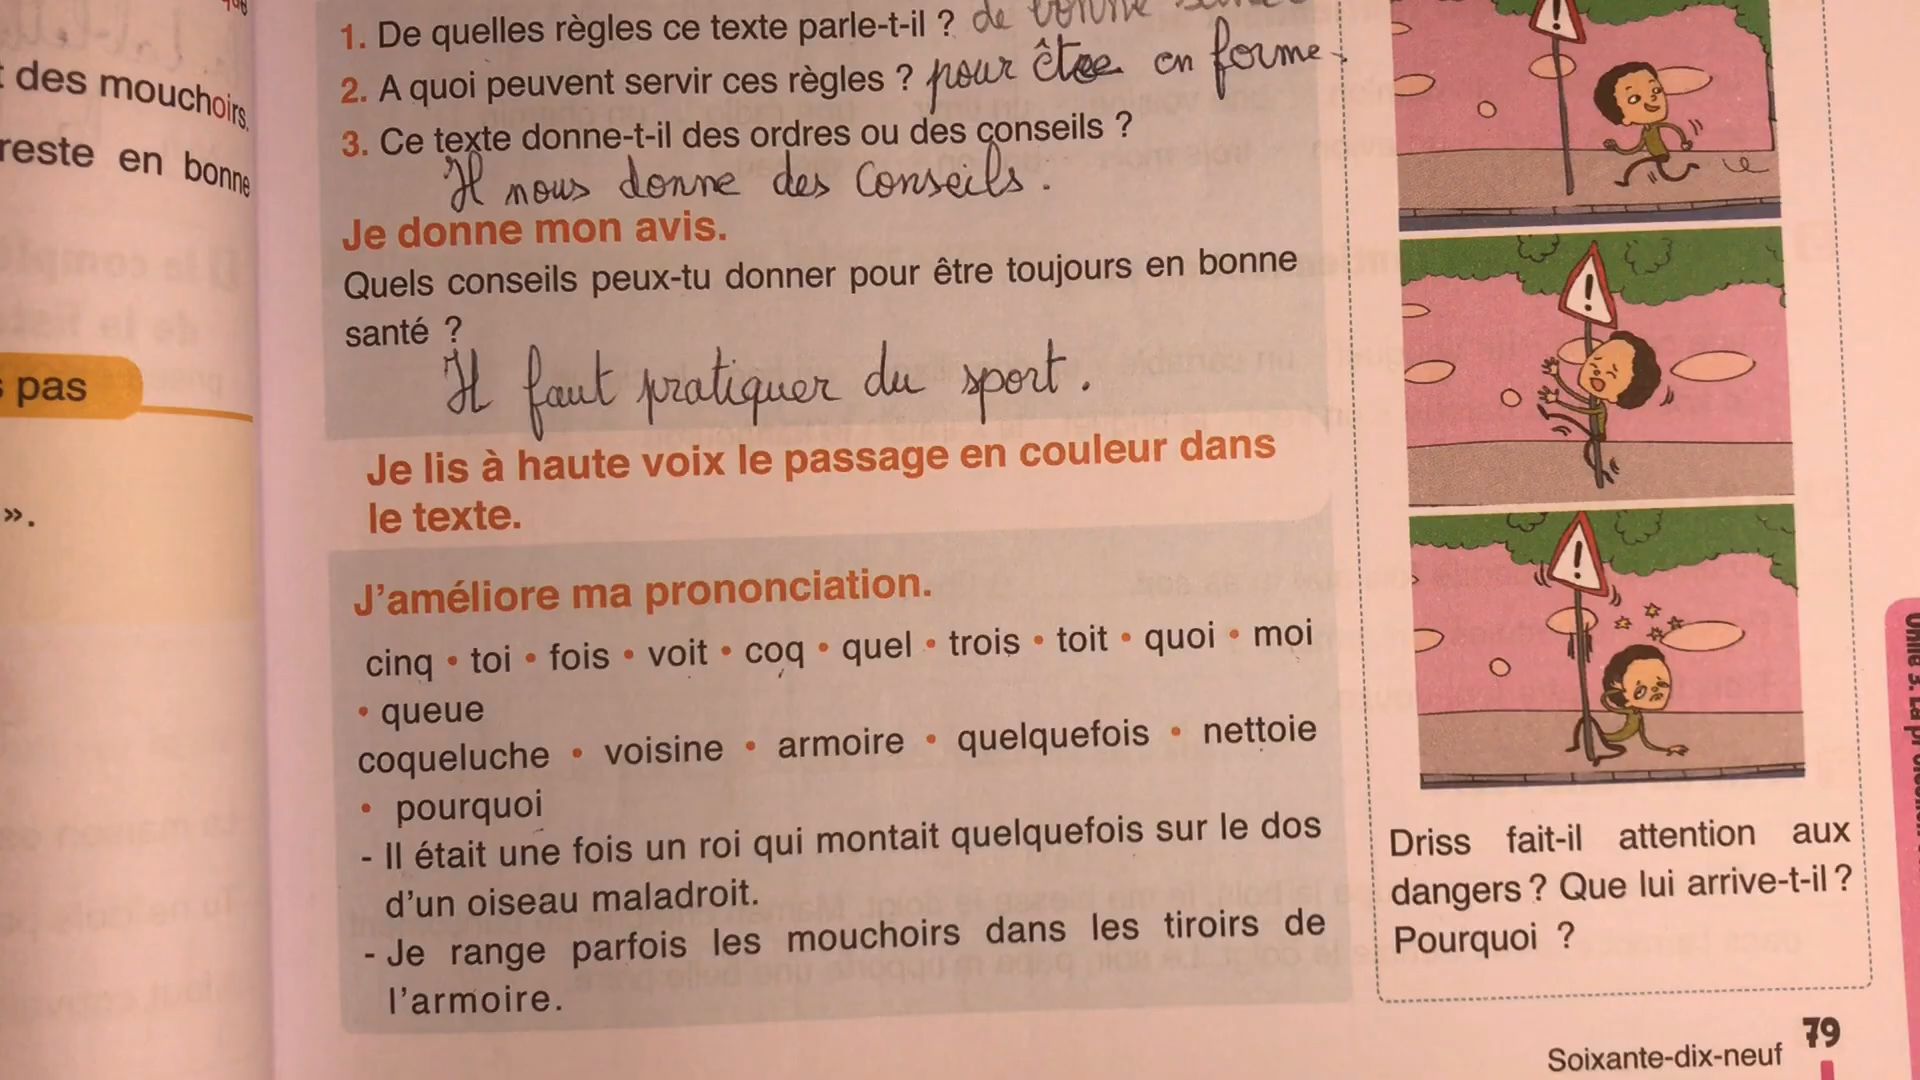 des mouchoirs.
reste en bonne
pas
».
1. De quelles règles ce texte parle-t-il ? de bonne
2. A quoi peuvent servir ces règles ? pour être en forme.
3. Ce texte donne-t-il des ordres ou des conseils ?
Il nous donne des conseils.
Je donne mon avis.
Quels conseils peux-tu donner pour être toujours en bonne
santé ?
Il faut pratiquer du sport.
Je lis à haute voix le passage en couleur dans
le texte.
J'améliore ma prononciation.
cinq • toi • fois • voit • coq • quel • trois • toit • quoi • moi
• queue
coqueluche • voisine • armoire • quelquefois • nettoie
• pourquoi
- Il était une fois un roi qui montait quelquefois sur le dos
d'un oiseau maladroit.
- Je range parfois les mouchoirs dans les tiroirs de
l'armoire.
!
!
!
Driss fait-il attention aux
dangers ? Que lui arrive-t-il ?
Pourquoi ?
Unité 3. La
79
Soixante-dix-neuf